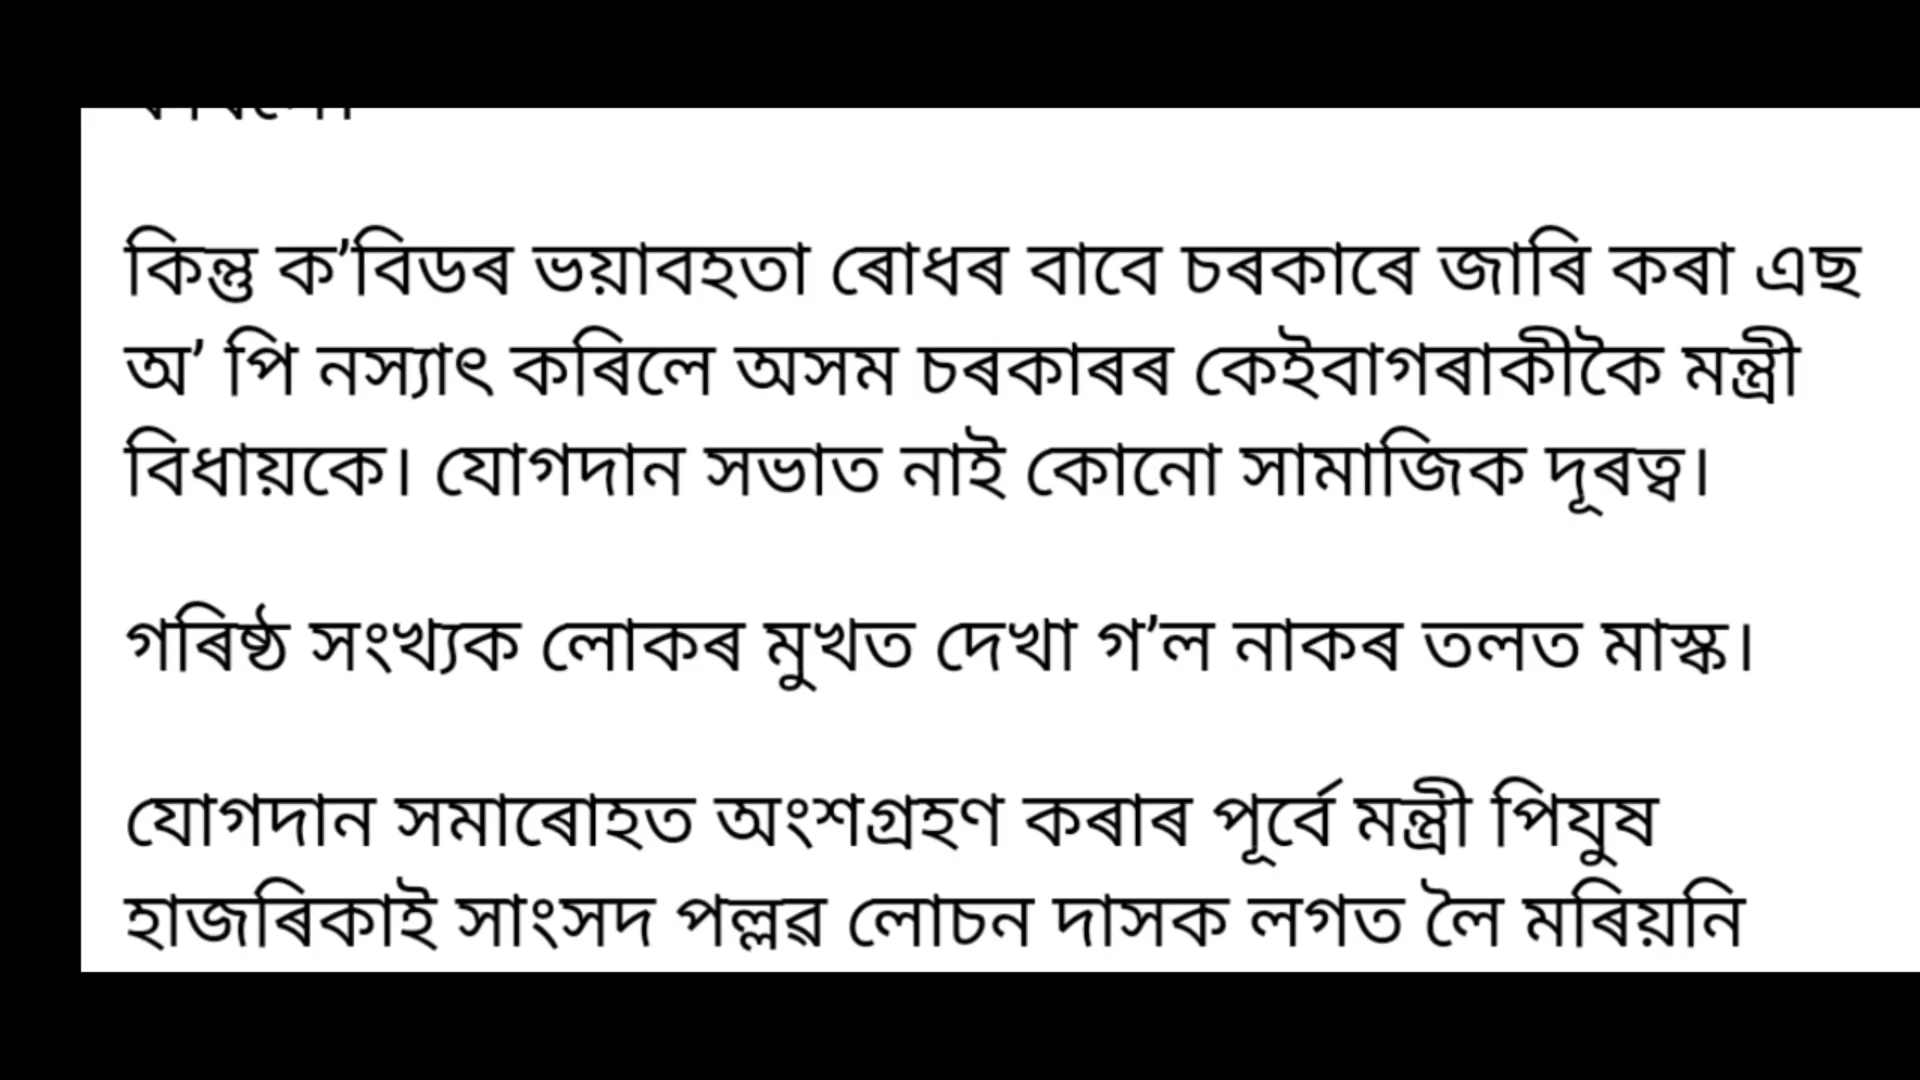 কিন্তু ক’বিডৰ ভয়াবহতা ৰোধৰ বাবে চৰকাৰে জাৰি কৰা এছ
অ’ পি নস্যাৎ কৰিলে অসম চৰকাৰৰ কেইবাগৰাকীকৈ মন্ত্ৰী
বিধায়কে। যোগদান সভাত নাই কোনো সামাজিক দূৰত্ব।
গৰিষ্ঠ সংখ্যক লোকৰ মুখত দেখা গ’ল নাকৰ তলত মাস্ক।
যোগদান সমাৰোহত অংশগ্ৰহণ কৰাৰ পূৰ্বে মন্ত্ৰী পিযুষ
হাজৰিকাই সাংসদ পল্লৱ লোচন দাসক লগত লৈ মৰিয়নি